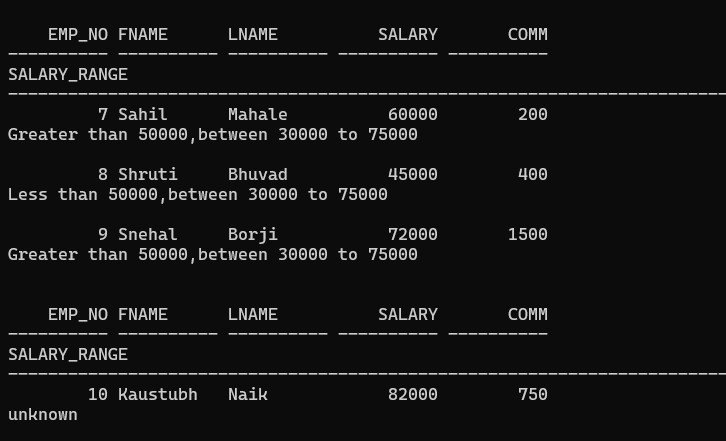 EMP_NO FNAME LNAME SALARY COMM
---------- ---------- ---------- ---------- ----------
SALARY_RANGE
--------------------------------------------------------------------------------
7 Sahil Mahale 60000 200
Greater than 50000,between 30000 to 75000
8 Shruti Bhuvad 45000 400
Less than 50000,between 30000 to 75000
9 Snehal Borji 72000 1500
Greater than 50000,between 30000 to 75000
EMP_NO FNAME LNAME SALARY COMM
---------- ---------- ---------- ---------- ----------
SALARY_RANGE
--------------------------------------------------------------------------------
10 Kaustubh Naik 82000 750
unknown